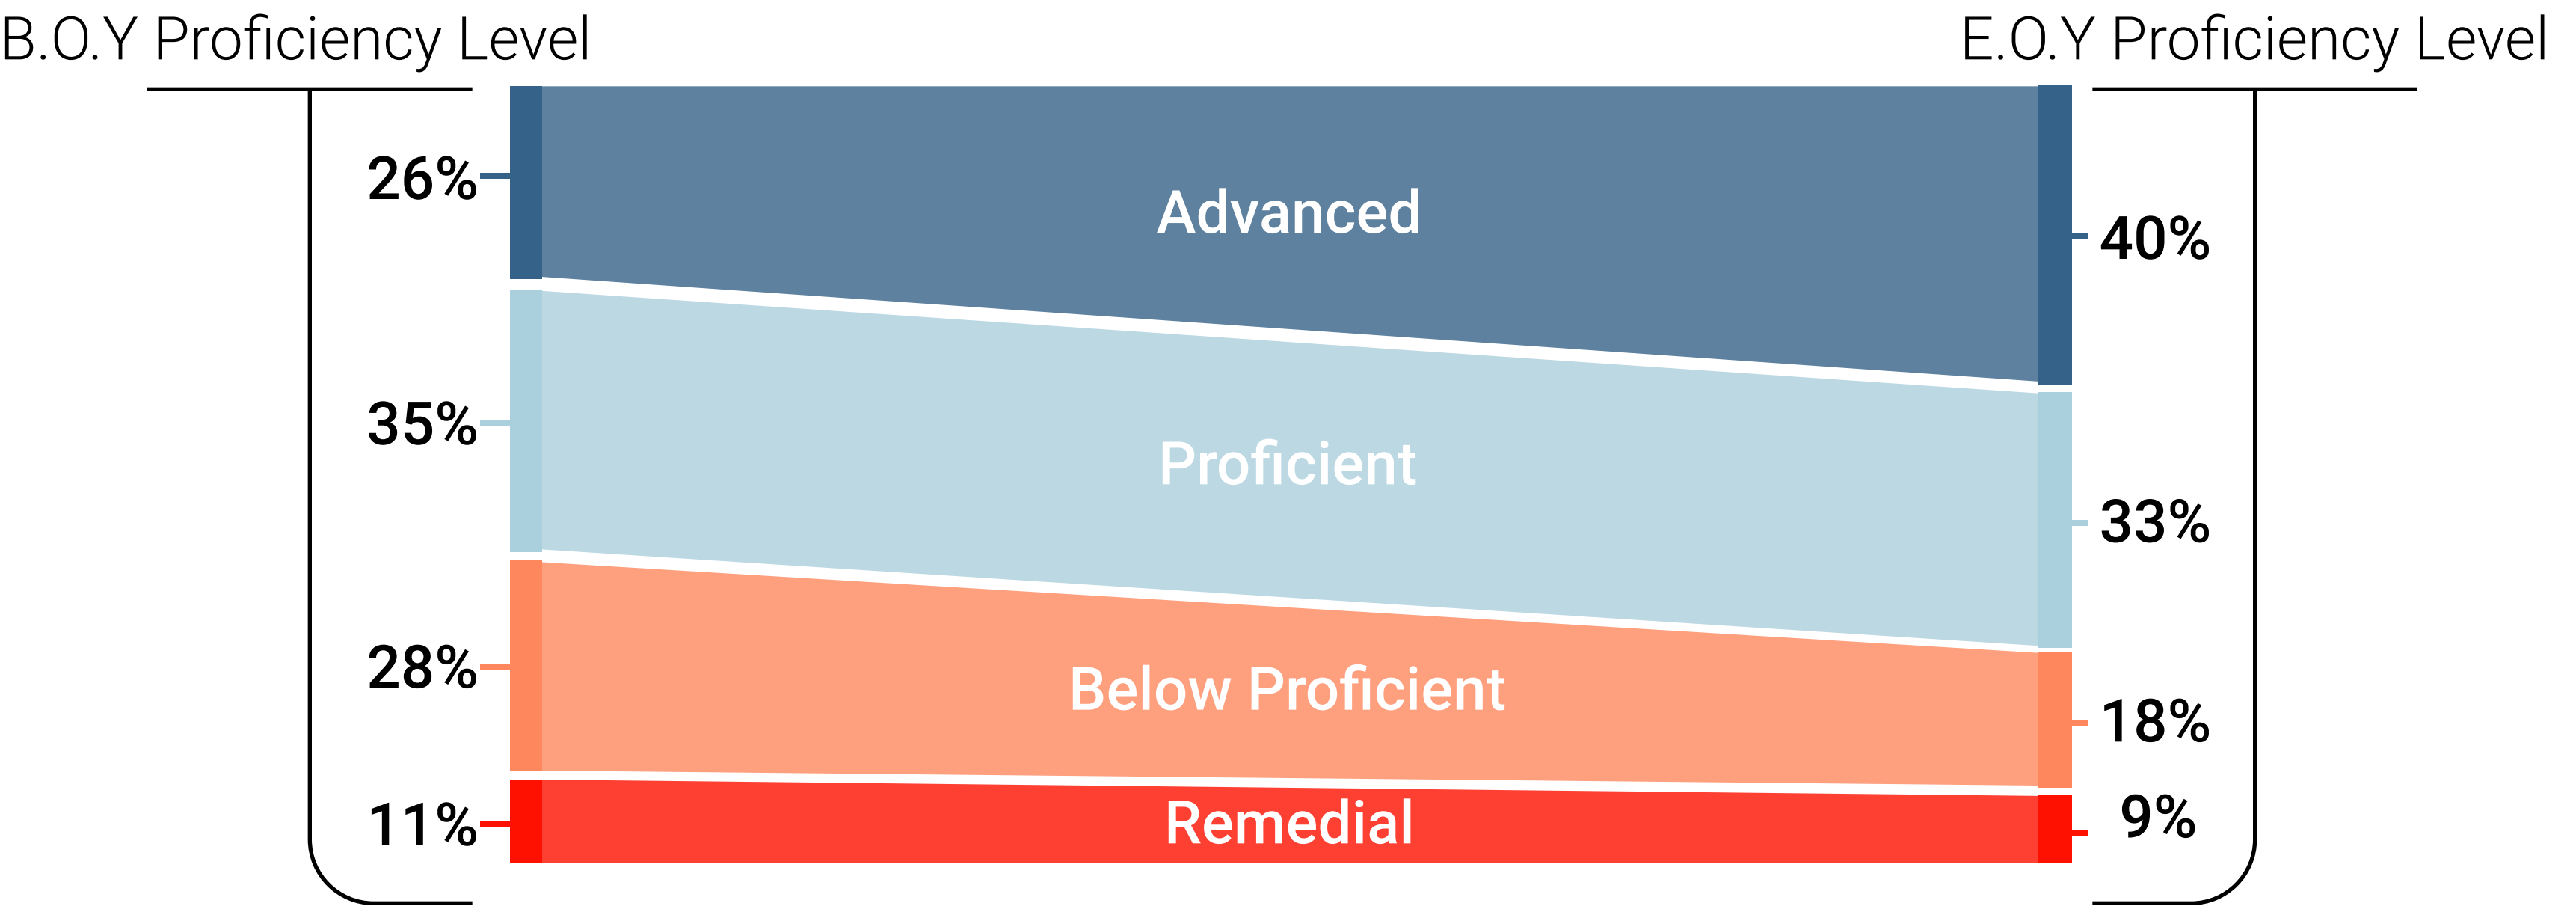 B.O.Y Proficiency Level
E.O.Y Proficiency Level
26%
Advanced
40%
35%
Proficient
33%
28%
Below Proficient
18%
11%
Remedial
9%